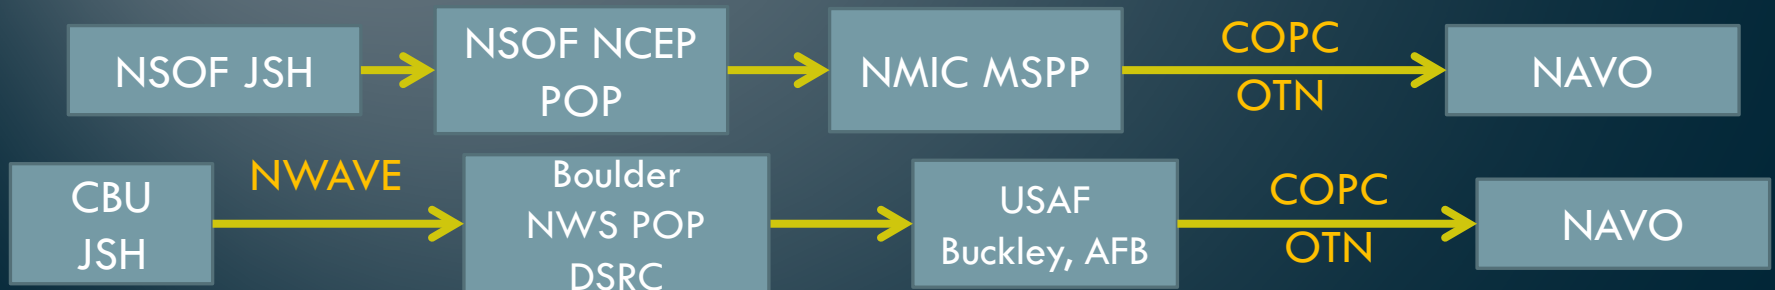 NSOF JSH
NSOF NCEP
POP
NMIC MSPP
COPC
OTN
NAVO
CBU
JSH
NWAVE
Boulder
NWS POP
DSRC
USAF
Buckley, AFB
COPC
OTN
NAVO